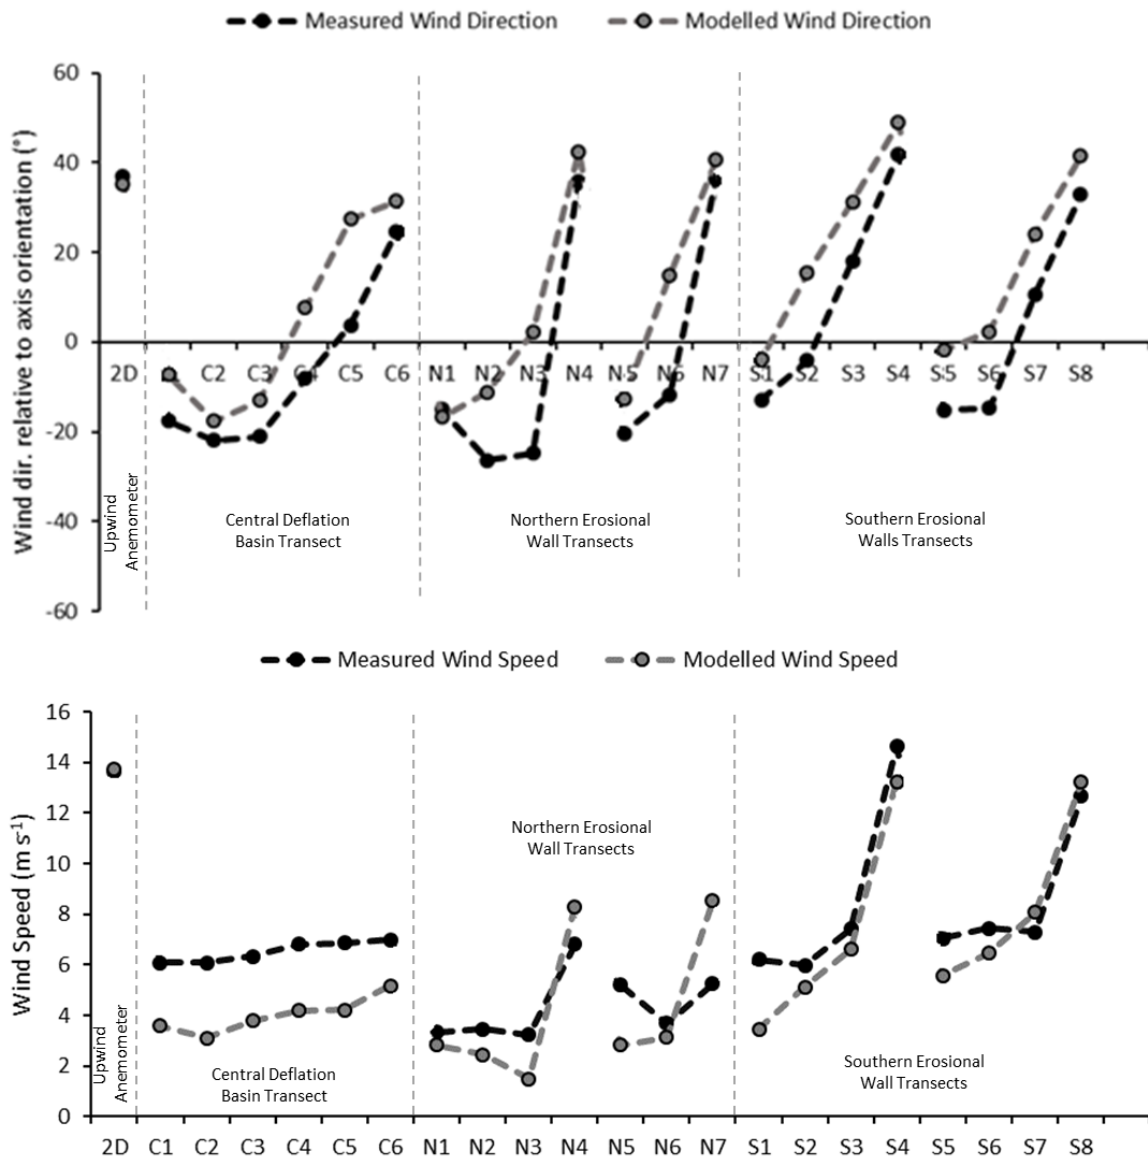 Measured Wind Direction Modelled Wind Direction
Wind dir. relative to axis orientation (°)
60
40
20
0
-20
-40
-60
2D C2 C3 C4 C5 C6 N1 N2 N3 N4 N5 N6 N7 S1 S2 S3 S4 S5 S6 S7 S8
Upwind
Anemometer
Central Deflation
Basin Transect
Northern Erosional
Wall Transects
Southern Erosional
Walls Transects
Measured Wind Speed Modelled Wind Speed
Wind Speed (m s-1)
16
14
12
10
8
6
4
2
0
Upwind
Anemometer
Central Deflation
Basin Transect
Northern Erosional
Wall Transects
Southern Erosional
Wall Transects
2D C1 C2 C3 C4 C5 C6 N1 N2 N3 N4 N5 N6 N7 S1 S2 S3 S4 S5 S6 S7 S8